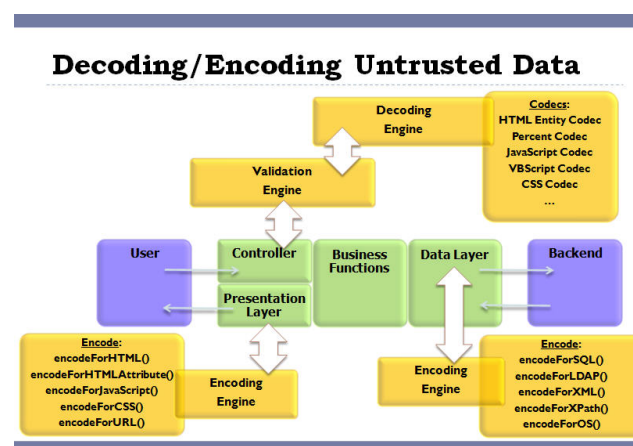 Decoding/Encoding Untrusted Data
Codecs:
HTML Entity Codec
Percent Codec
JavaScript Codec
VBScript Codec
CSS Codec
...
Decoding
Engine
Validation
Engine
User
Controller
Business
Functions
Data Layer
Backend
Presentation
Layer
Encode:
encodeForHTML()
encodeForHTMLAttribute()
encodeForJavaScript()
encodeForCSS()
encodeForURL()
Encoding
Engine
Encoding
Engine
Encode:
encodeForSQL()
encodeForLDAP()
encodeForXML()
encodeForXPath()
encodeForOS()